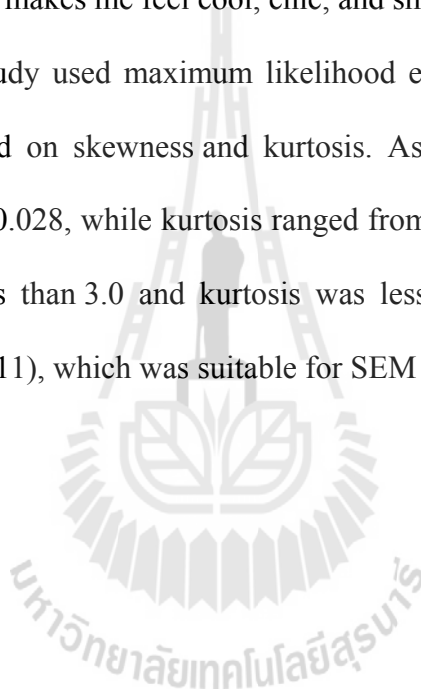 makes me feel cool, chic, and
udy used maximum likelihood e
d on skewness and kurtosis. As
0.028, while kurtosis ranged from
s than 3.0 and kurtosis was less
11), which was suitable for SEM
มหาวิทยาลัยเทคโนโลยีสุรนารี